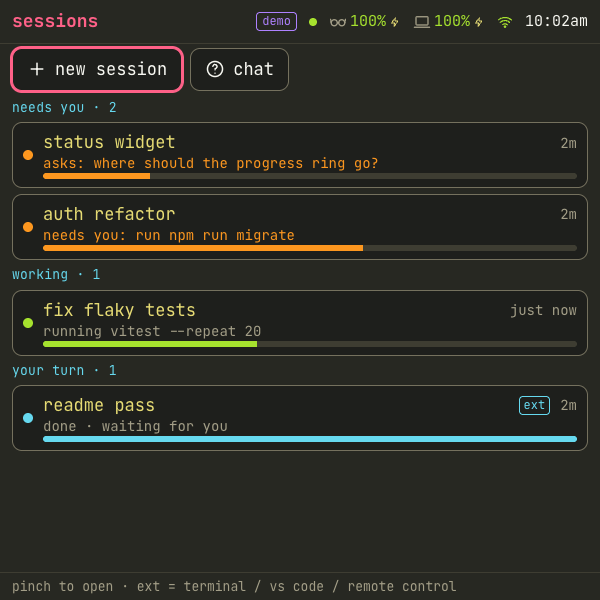 sessions demo 100% 100% 10:02am
+ new session ? chat
needs you · 2
status widget 2m
asks: where should the progress ring go?
auth refactor 2m
needs you: run npm run migrate
working · 1
fix flaky tests just now
running vitest --repeat 20
your turn · 1
readme pass ext 2m
done · waiting for you
pinch to open · ext = terminal / vs code / remote control